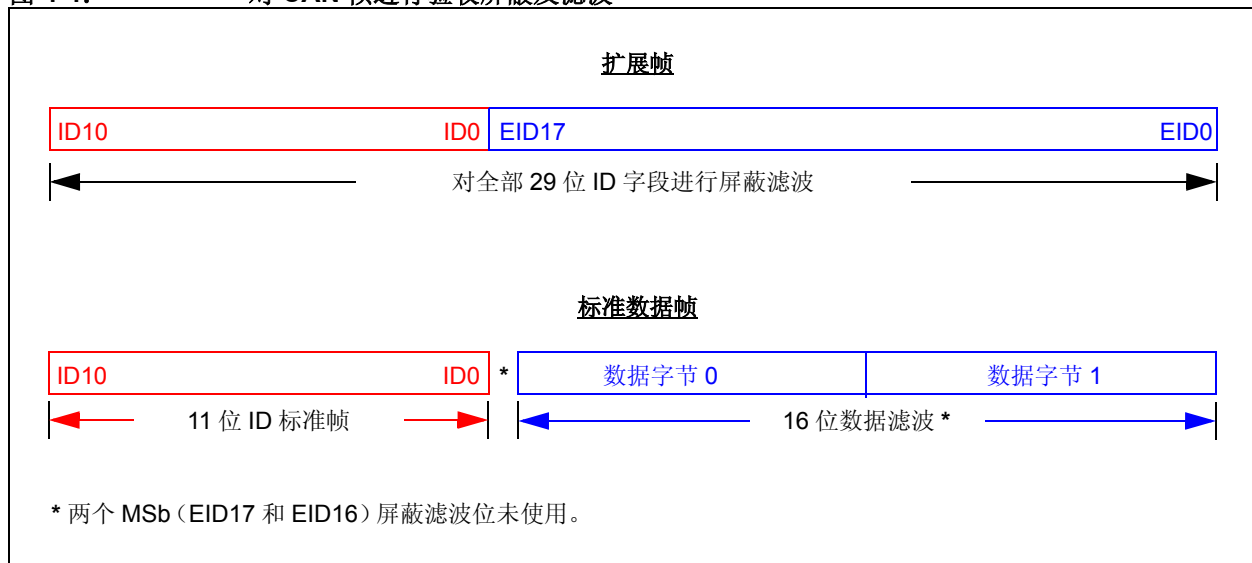 扩展帧
ID10 ID0 EID17 EID0
对全部 29 位 ID 字段进行屏蔽滤波
标准数据帧
ID10 ID0 * 数据字节 0 数据字节 1
11 位 ID 标准帧 16 位数据滤波 *
* 两个 MSb（EID17 和 EID16）屏蔽滤波位未使用。